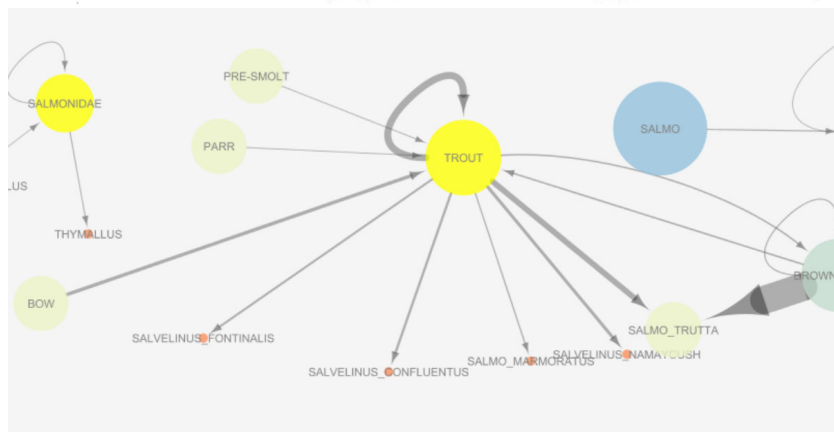 PRE-SMOLT
SALMONIDAE
SALMO
PARR
TROUT
LUS
THYMALLUS
BROWN
BOW
SALMO_TRUTTA
SALVELINUS_FONTINALIS
SALVELINUS_NAMAYCUSH
SALMO_MARMORATUS
SALVELINUS_CONFLUENTUS